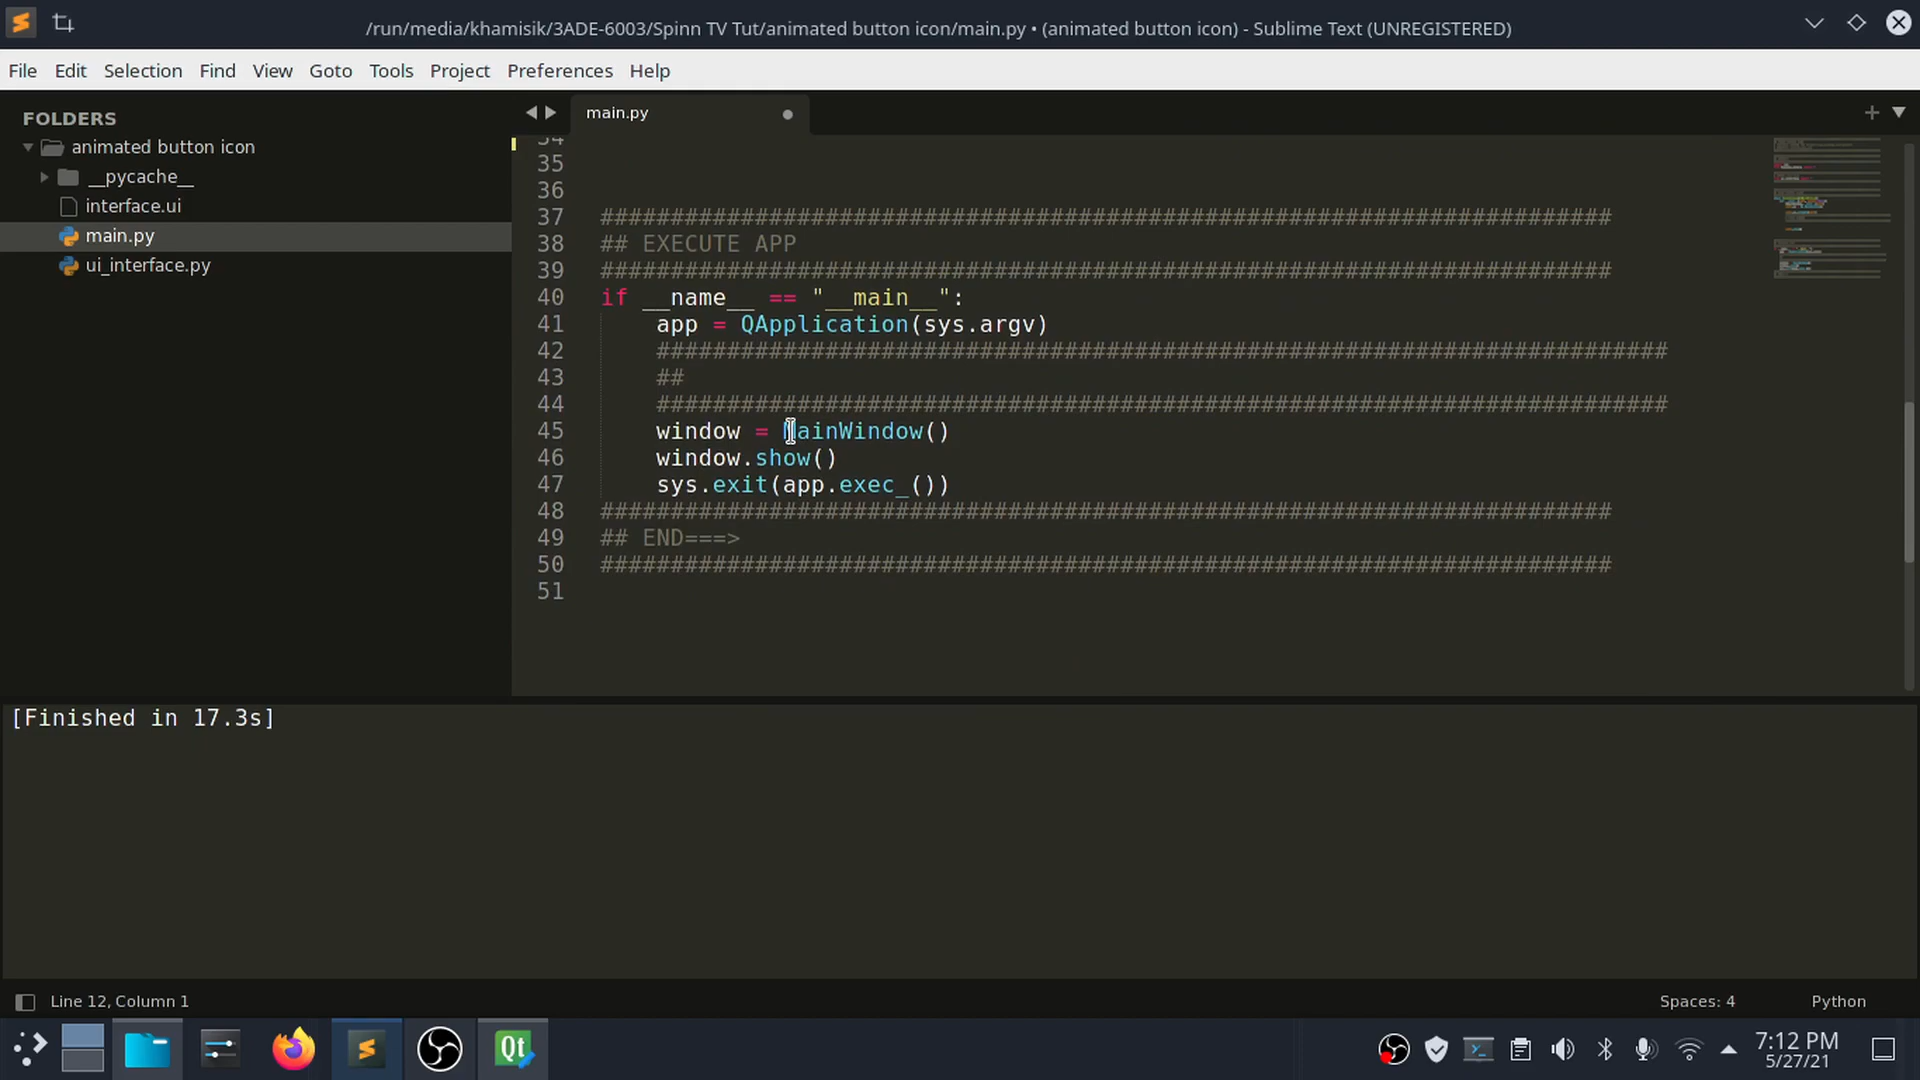 /run/media/khamisik/3ADE-6003/Spinn TV Tut/animated button icon/main.py • (animated button icon) - Sublime Text (UNREGISTERED)
File Edit Selection Find View Goto Tools Project Preferences Help
FOLDERS
animated button icon
__pycache__
interface.ui
main.py
ui_interface.py
main.py
34
35
36
37 ########################################################################
38 ## EXECUTE APP
39 ########################################################################
40 if __name__ == "__main__":
41 app = QApplication(sys.argv)
42 ########################################################################
43 ##
44 ########################################################################
45 window = MainWindow()
46 window.show()
47 sys.exit(app.exec_())
48 ########################################################################
49 ## END===>
50 ########################################################################
51
[Finished in 17.3s]
Line 12, Column 1
Spaces: 4
Python
Qt
7:12 PM
5/27/21